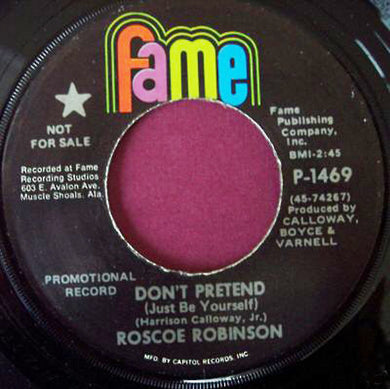 fame
NOT
FOR SALE
Fame
Publishing
Company,
Inc.
BMI-2:45
Recorded at Fame
Recording Studios
603 E. Avalon Ave.
Muscle Shoals, Ala.
P-1469
(45-74267)
Produced by
CALLOWAY,
BOYCE &
VARNELL
PROMOTIONAL
RECORD
DON'T PRETEND
(Just Be Yourself)
(Harrison Calloway, Jr.)
ROSCOE ROBINSON
MFD. BY CAPITOL RECORDS, INC.